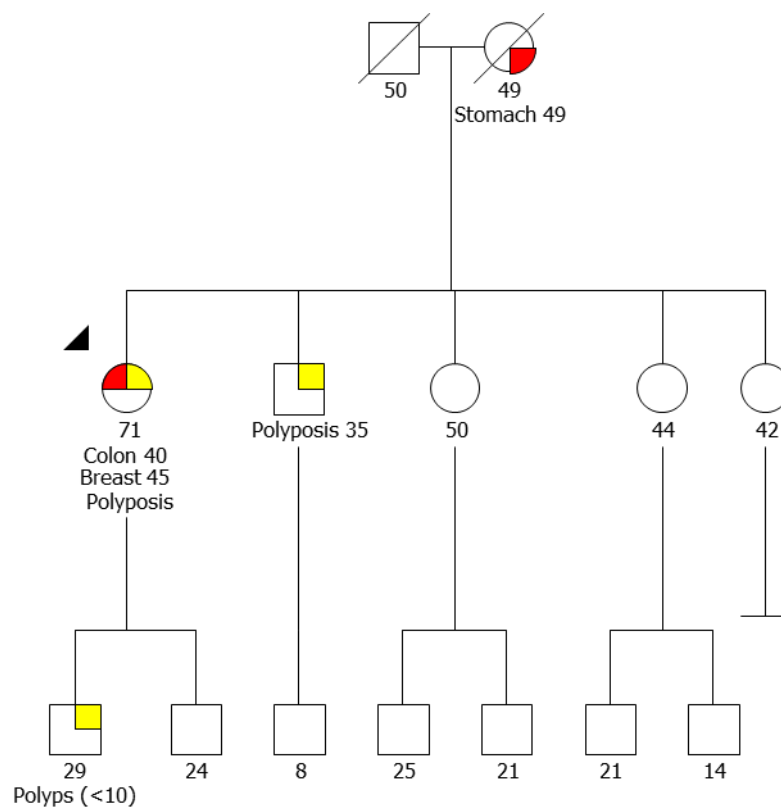 50
49
Stomach 49
71
Colon 40
Breast 45
Polyposis
Polyposis 35
50
44
42
29
Polyps (<10)
24
8
25
21
21
14